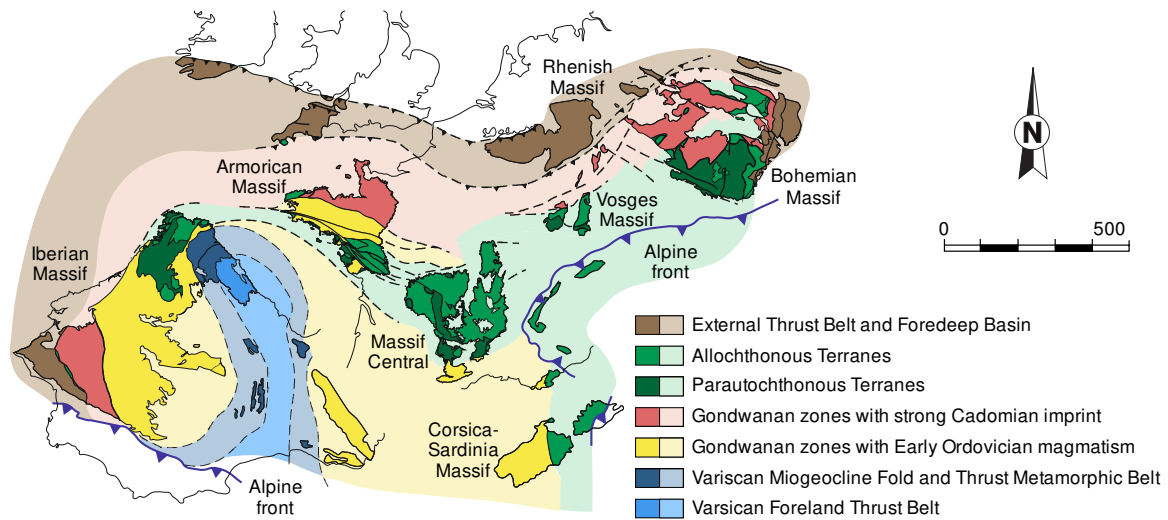 Rhenish
Massif
N
Armorican
Massif
Bohemian
Massif
Vosges
Massif
Iberian
Massif
0 500
Alpine
front
External Thrust Belt and Foredeep Basin
Massif
Central
Allochthonous Terranes
Parautochthonous Terranes
Gondwanan zones with strong Cadomian imprint
Corsica-
Sardinia
Massif
Gondwanan zones with Early Ordovician magmatism
Variscan Miogeocline Fold and Thrust Metamorphic Belt
Alpine
front
Varsican Foreland Thrust Belt